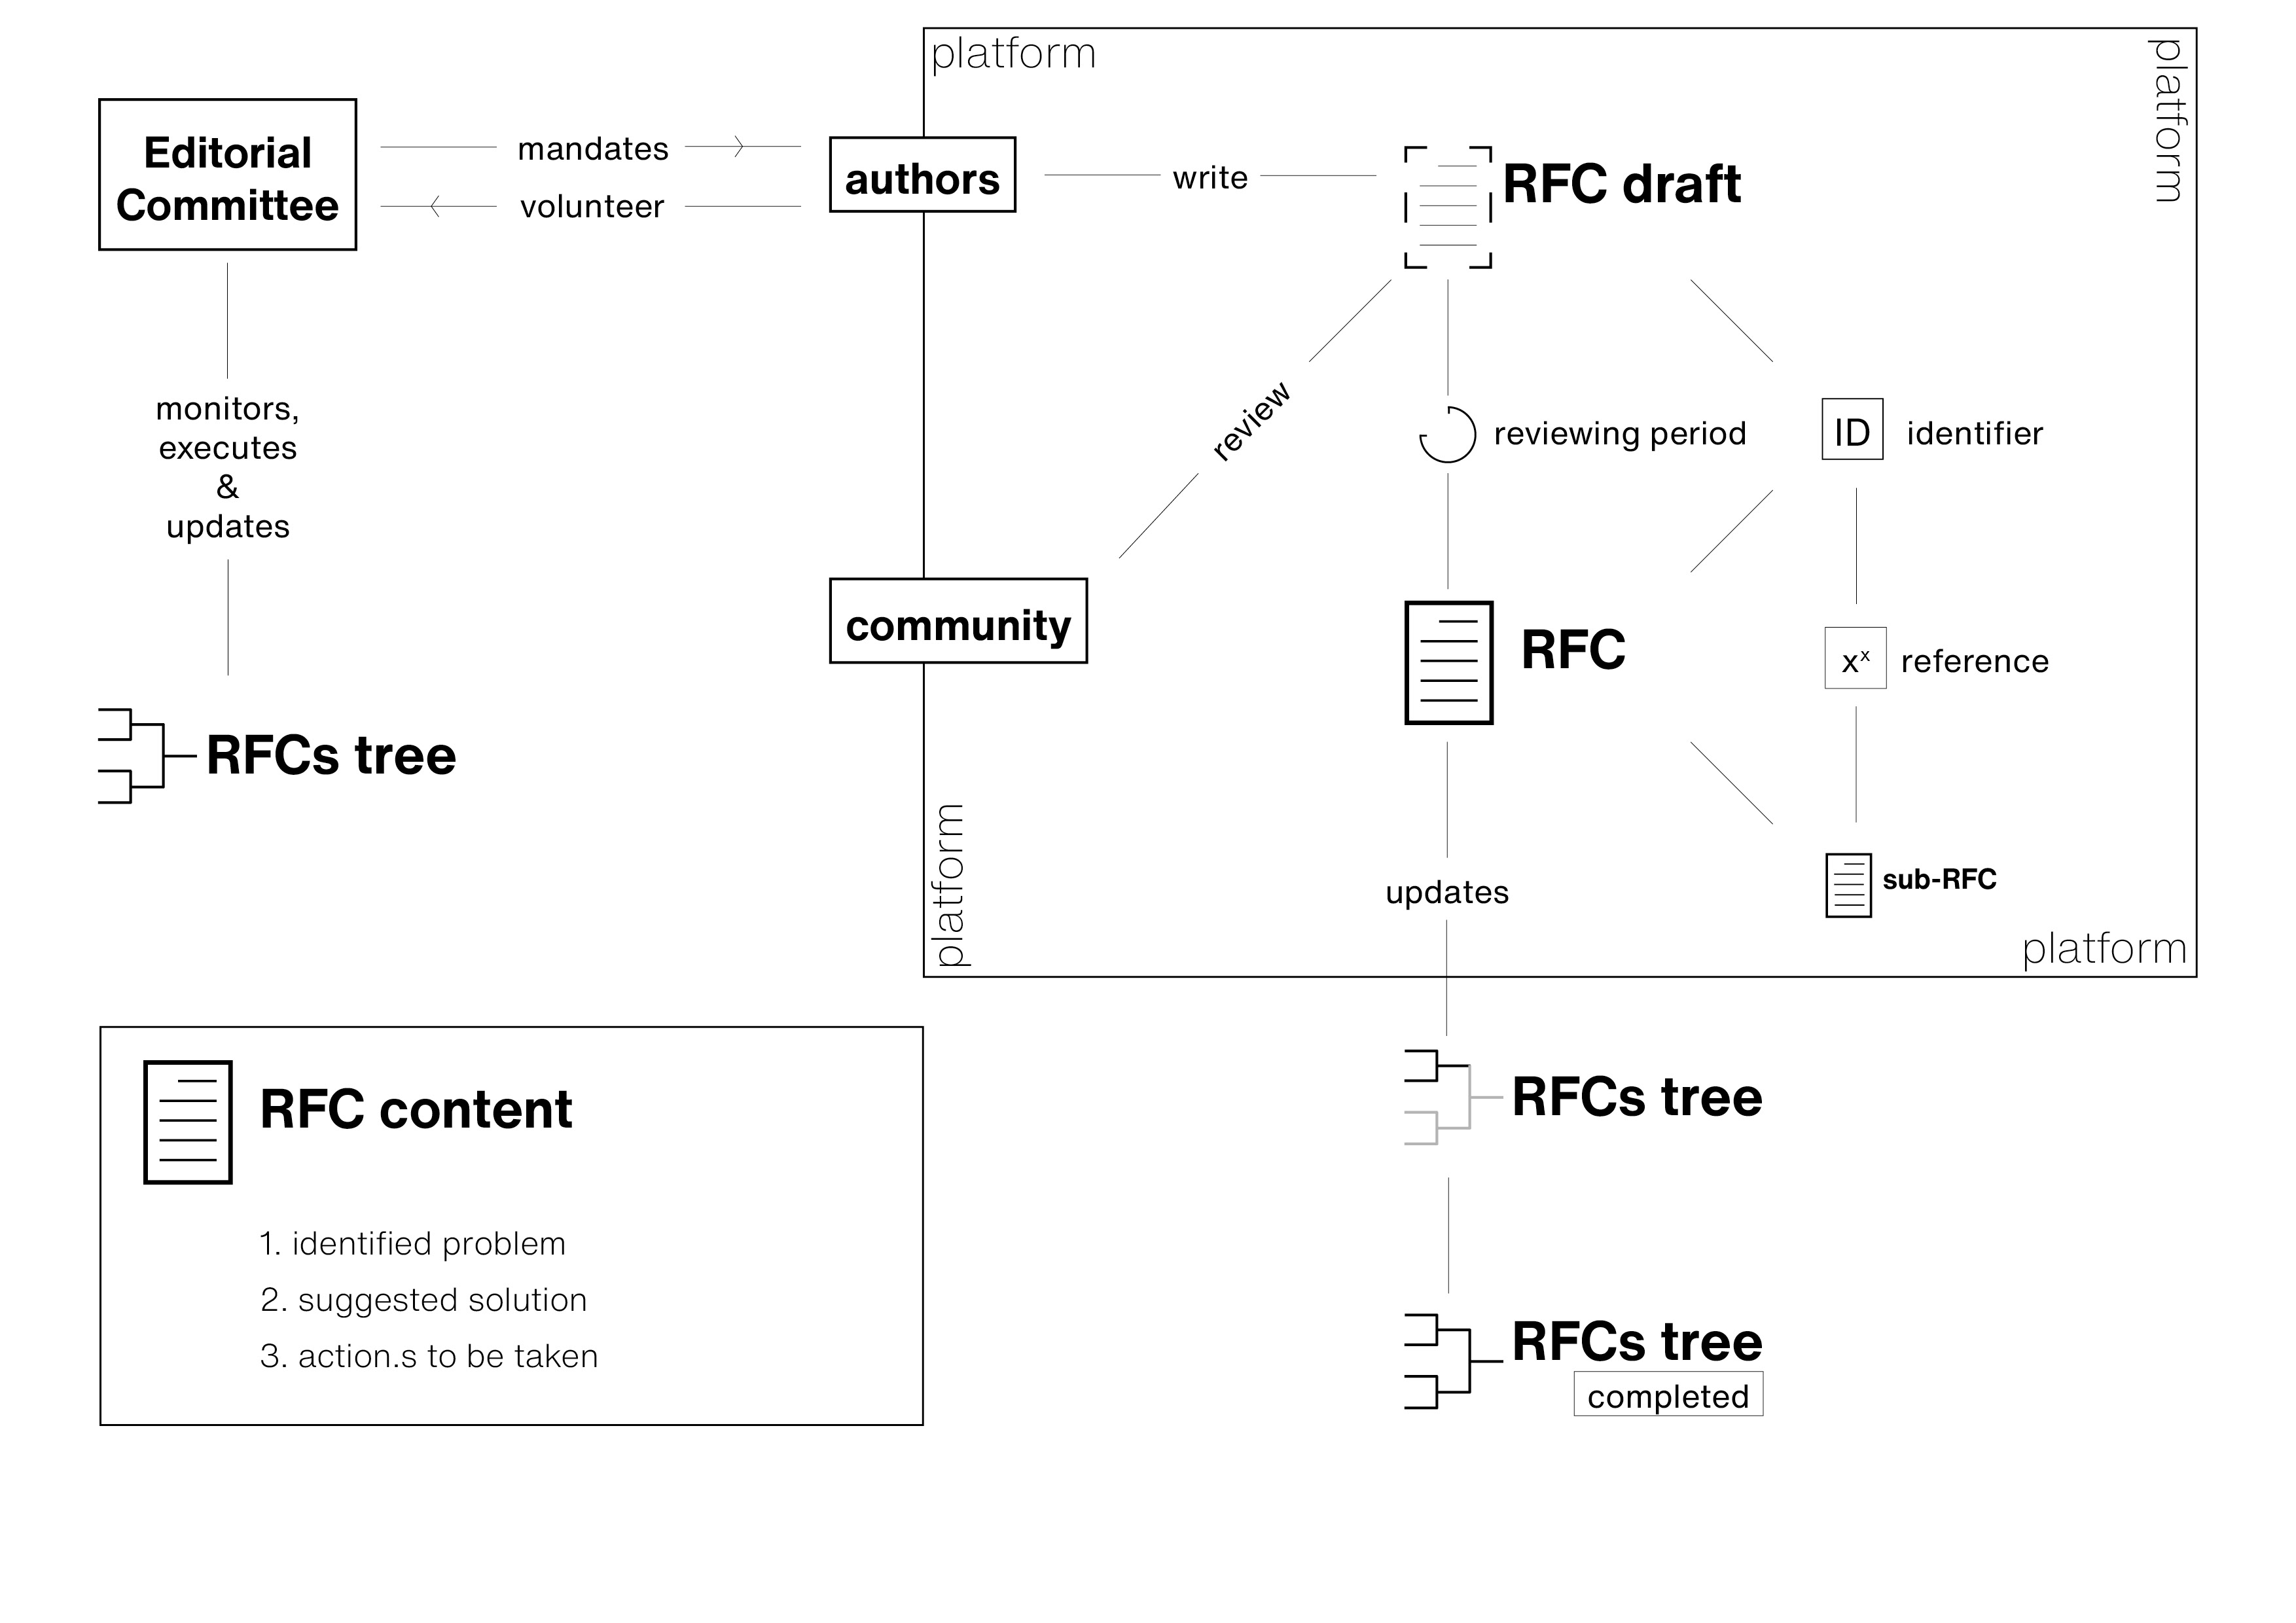 platform
platform
Editorial
Committee
mandates
volunteer
authors
write
RFC draft
monitors,
executes
&
updates
review
reviewing period
ID
identifier
community
RFC
xˣ
reference
RFCs tree
platform
updates
sub-RFC
platform
RFC content
1. identified problem
2. suggested solution
3. action.s to be taken
RFCs tree
RFCs tree
completed